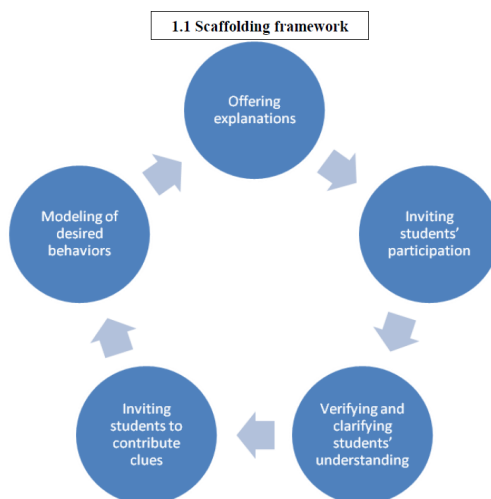 1.1 Scaffolding framework
Offering
explanations
Inviting
students’
participation
Verifying and
clarifying
students’
understanding
Inviting
students to
contribute
clues
Modeling of
desired
behaviors